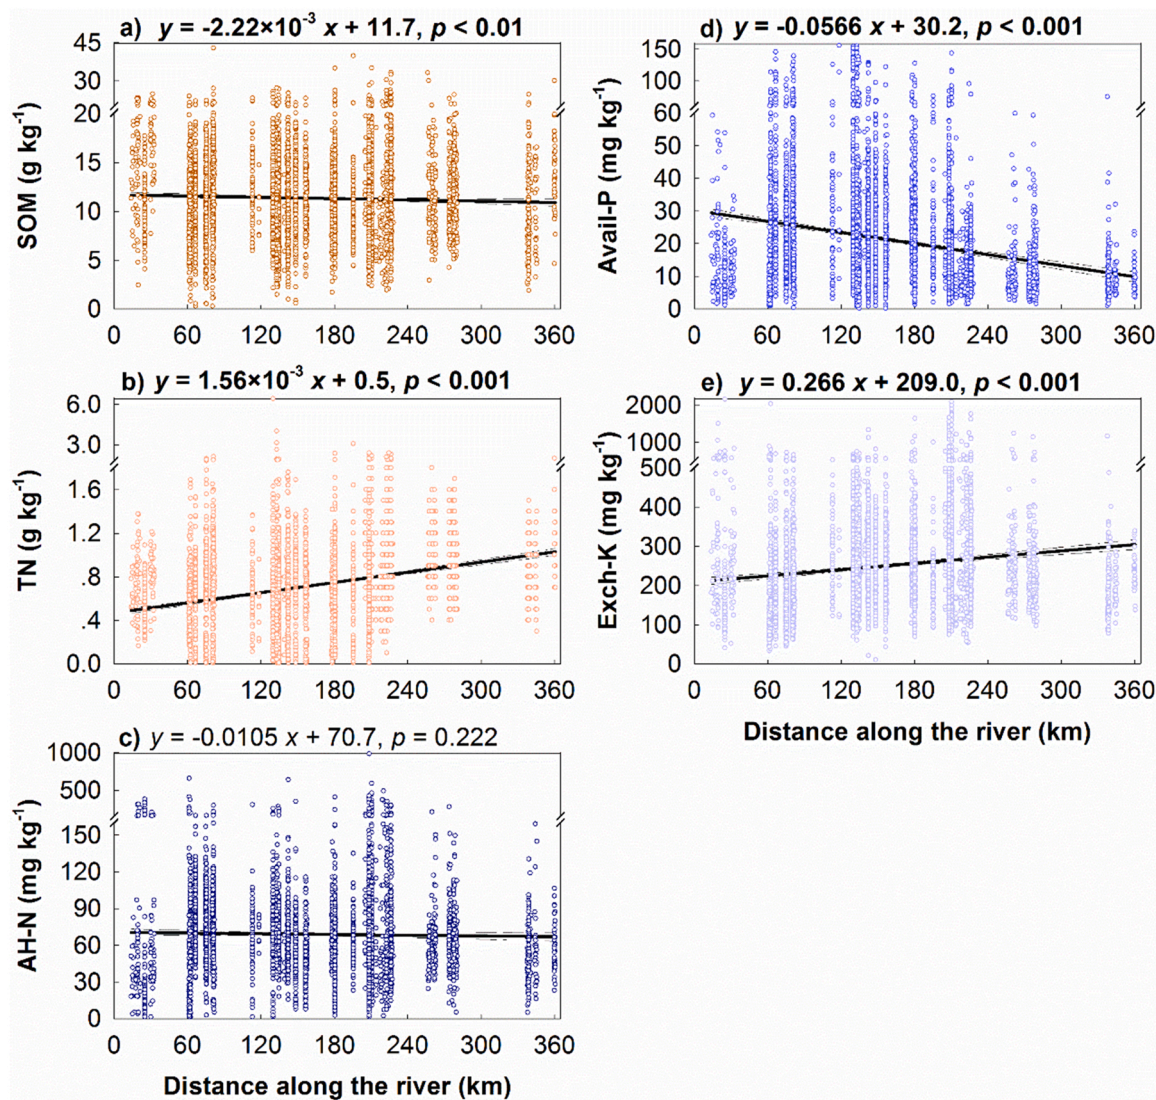 a) y = -2.22×10⁻³ x + 11.7, p < 0.01
45
30
20
15
10
5
0
SOM (g kg⁻¹)
0 60 120 180 240 300 360
b) y = 1.56×10⁻³ x + 0.5, p < 0.001
6.0
3.0
1.6
1.2
.8
.4
0.0
TN (g kg⁻¹)
0 60 120 180 240 300 360
c) y = -0.0105 x + 70.7, p = 0.222
1000
500
150
120
90
60
30
0
AH-N (mg kg⁻¹)
0 60 120 180 240 300 360
Distance along the river (km)
d) y = -0.0566 x + 30.2, p < 0.001
150
100
60
50
40
30
20
10
0
Avail-P (mg kg⁻¹)
0 60 120 180 240 300 360
e) y = 0.266 x + 209.0, p < 0.001
2000
1000
500
400
300
200
100
0
Exch-K (mg kg⁻¹)
0 60 120 180 240 300 360
Distance along the river (km)